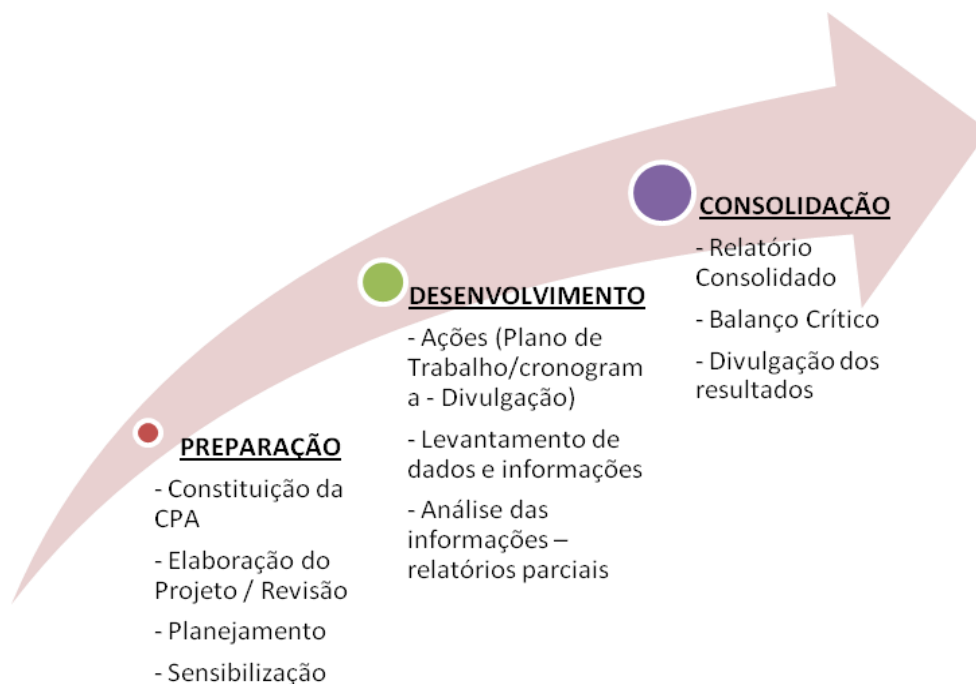 PREPARAÇÃO
- Constituição da
CPA
- Elaboração do
Projeto / Revisão
- Planejamento
- Sensibilização
DESENVOLVIMENTO
- Ações (Plano de
Trabalho/cronogram
a - Divulgação)
- Levantamento de
dados e informações
- Análise das
informações –
relatórios parciais
CONSOLIDAÇÃO
- Relatório
Consolidado
- Balanço Crítico
- Divulgação dos
resultados